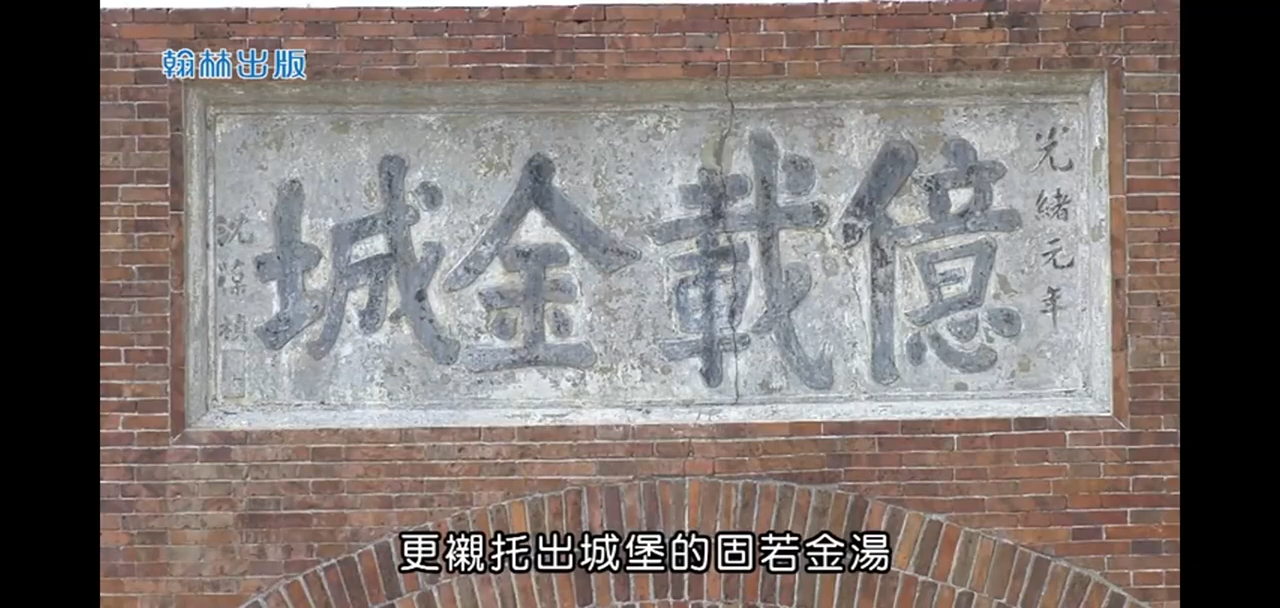 翰林出版
光緒元年
億載金城
沈葆楨
更襯托出城堡的固若金湯